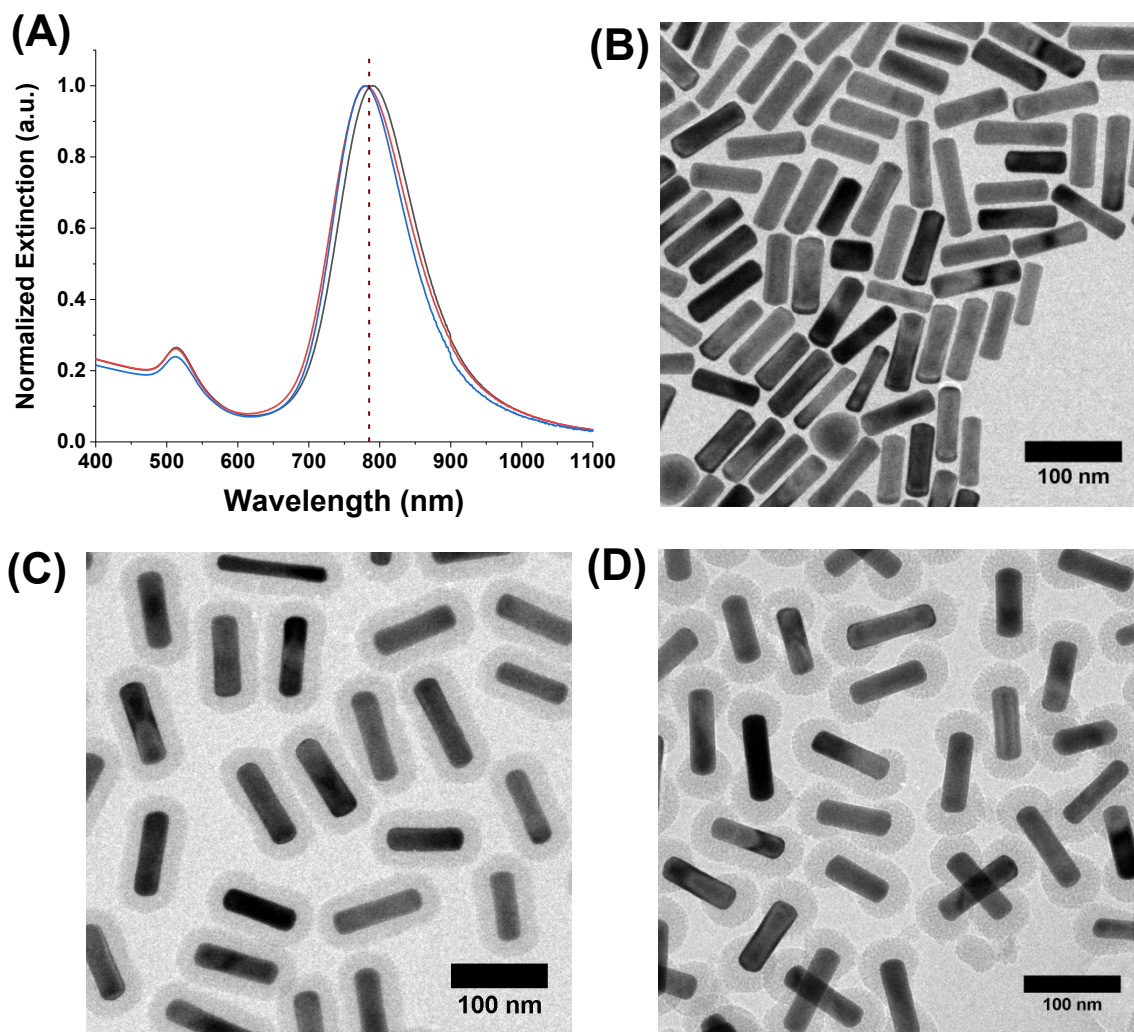 (A)
Normalized Extinction (a.u.)
1.0
0.8
0.6
0.4
0.2
0.0
400 500 600 700 800 900 1000 1100
Wavelength (nm)
(B)
100 nm
(C)
100 nm
(D)
100 nm